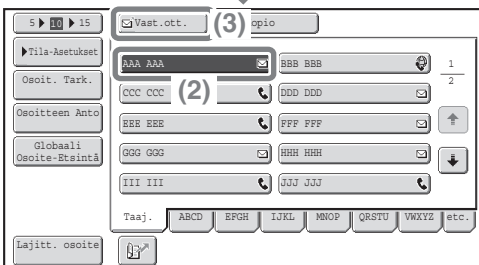 5 10 15
Vast.ott.
(3)
opio
Tila-Asetukset
AAA AAA
BBB BBB
1
2
Osoit. Tark.
CCC CCC
(2)
DDD DDD
Osoitteen Anto
EEE EEE
FFF FFF
Globaali
Osoite-Etsintä
GGG GGG
HHH HHH
III III
JJJ JJJ
Taaj.
ABCD
EFGH
IJKL
MNOP
QRSTU
VWXYZ
etc.
Lajitt. osoite